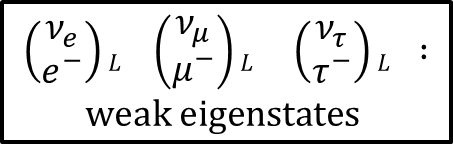 (ν_e e⁻)_L (ν_μ μ⁻)_L (ν_τ τ⁻)_L :
weak eigenstates